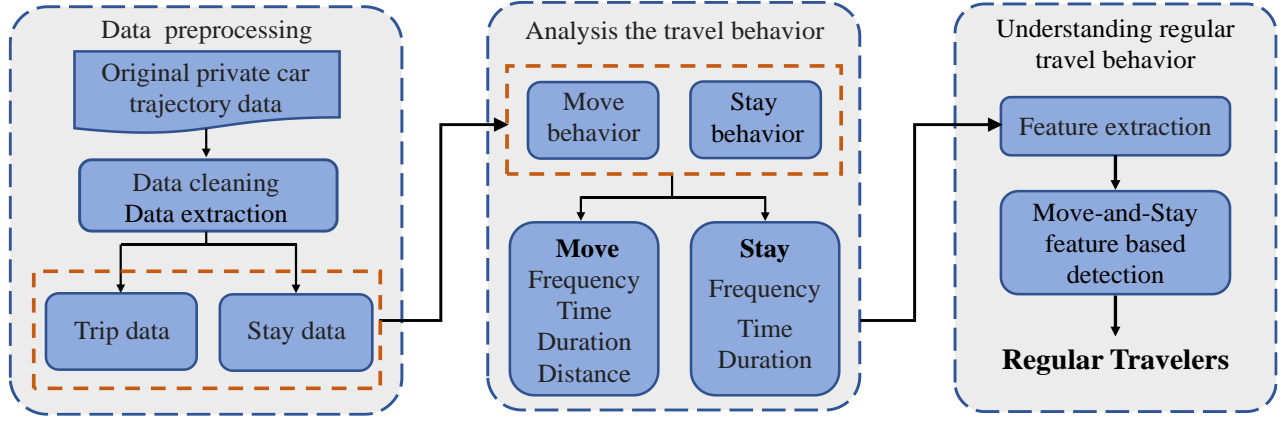 Data preprocessing
Original private car
trajectory data
Data cleaning
Data extraction
Trip data
Stay data
Analysis the travel behavior
Move
behavior
Stay
behavior
Move
Frequency
Time
Duration
Distance
Stay
Frequency
Time
Duration
Understanding regular
travel behavior
Feature extraction
Move-and-Stay
feature based
detection
Regular Travelers